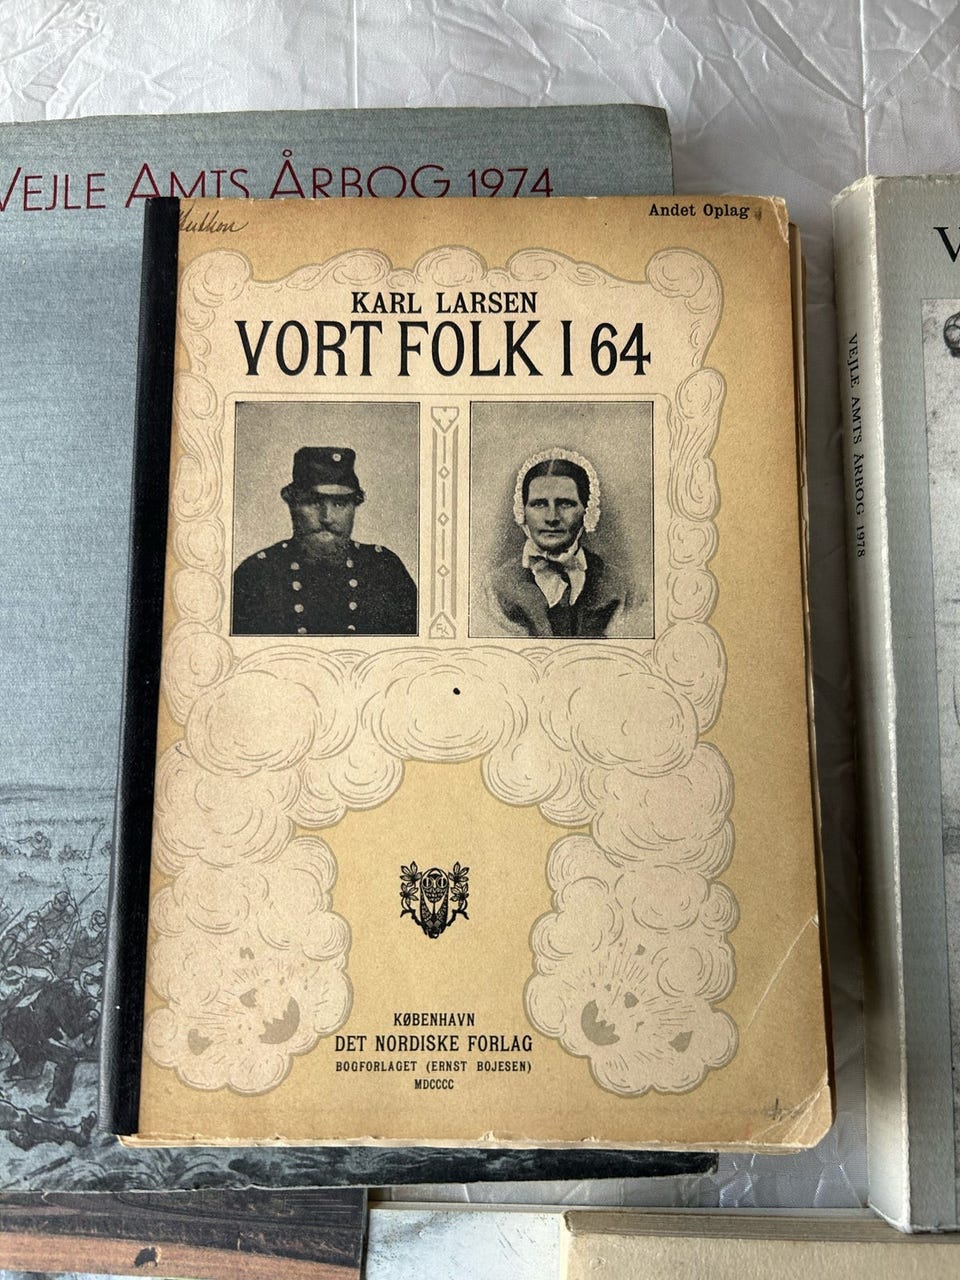 VEJLE AMTS ÅRBOG 1974
Andet Oplag
KARL LARSEN
VORT FOLK I 64
KØBENHAVN
DET NORDISKE FORLAG
BOGFORLAGET (ERNST BOJESEN)
MDCCCC
VEJLE AMTS ÅRBOG 1978
V